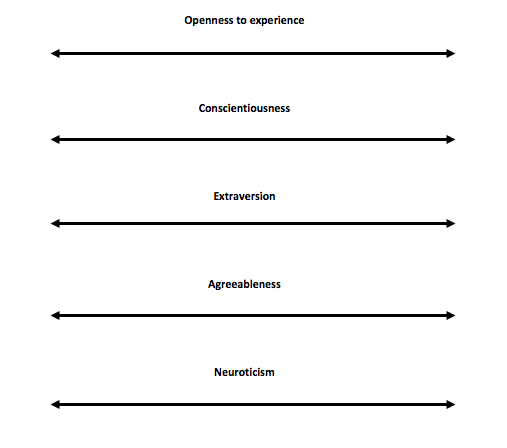 Openness to experience
Conscientiousness
Extraversion
Agreeableness
Neuroticism